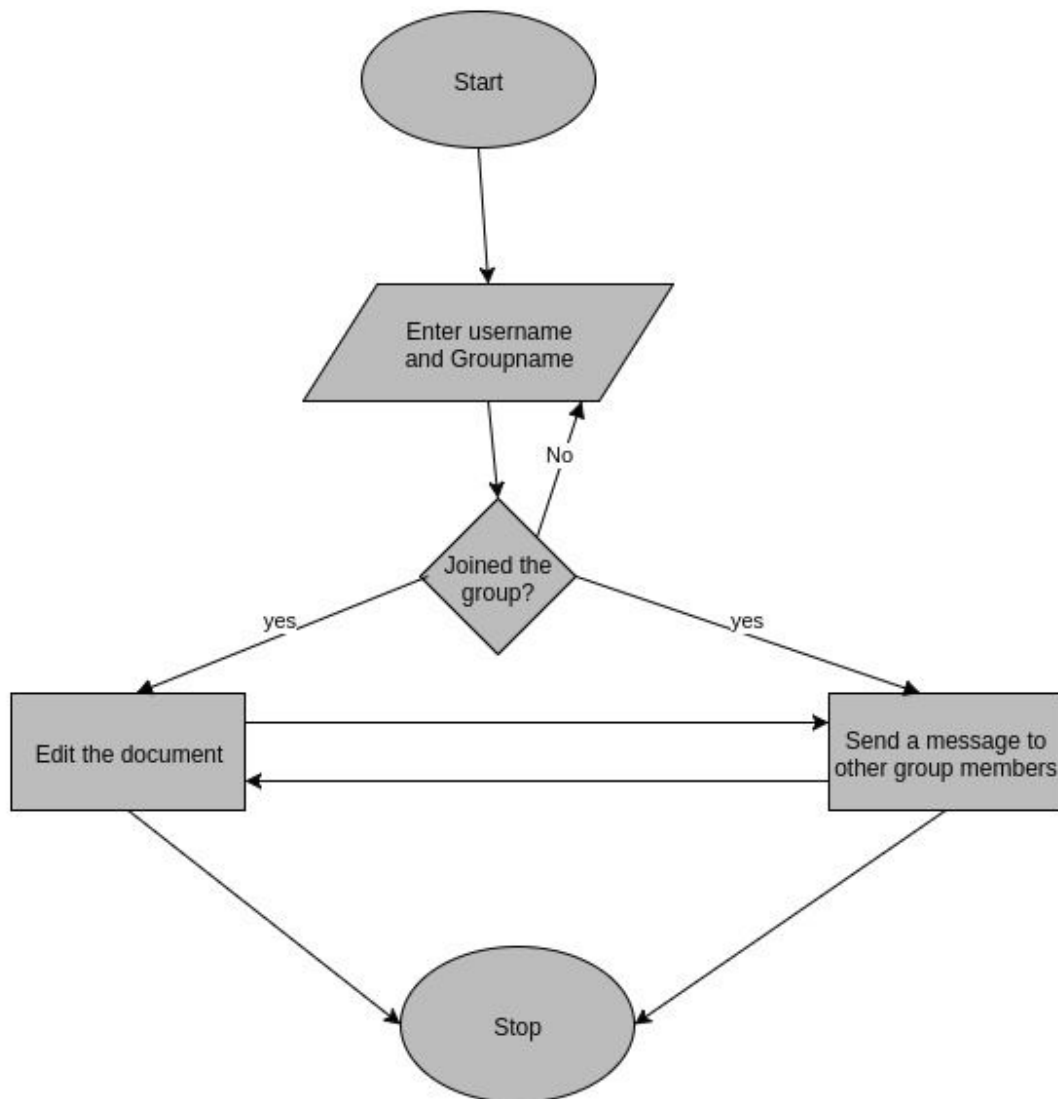 Start
Enter username
and Groupname
No
Joined the
group?
yes
yes
Edit the document
Send a message to
other group members
Stop